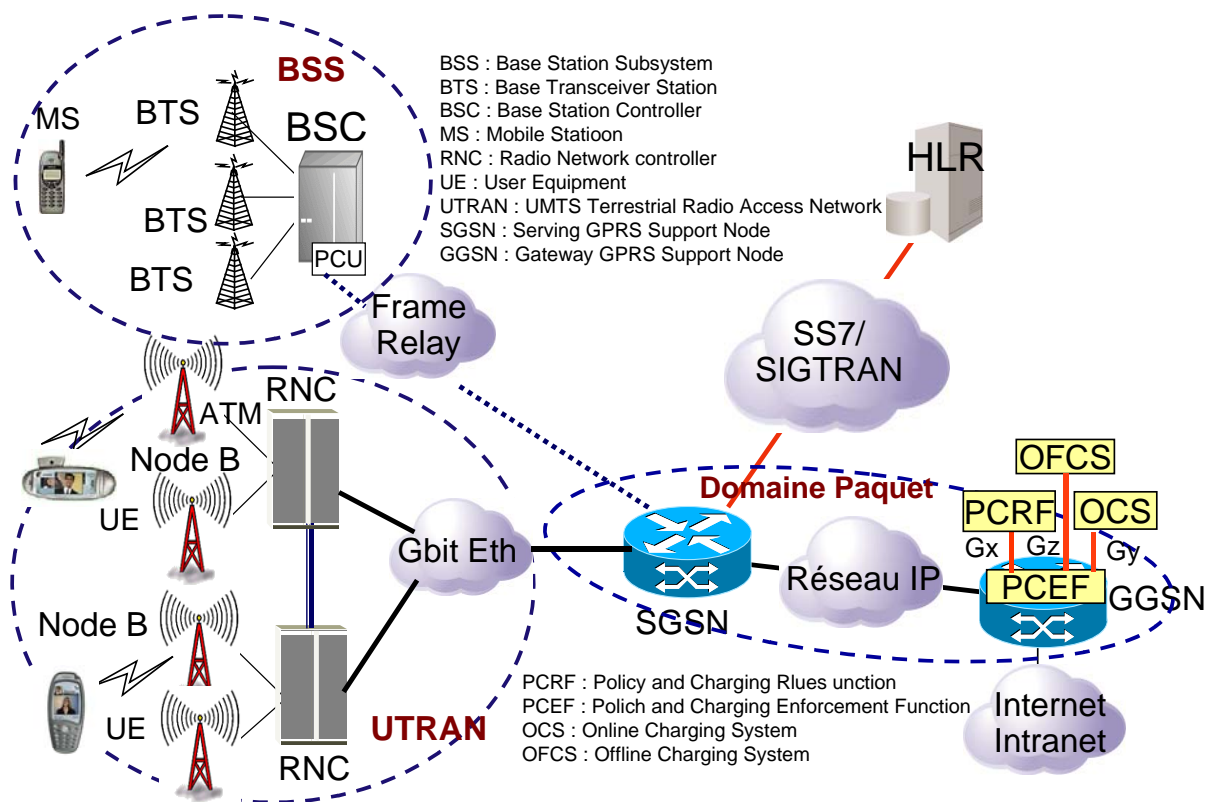 BSS
BTS
MS
BSC
BTS
PCU
BTS
BSS : Base Station Subsystem
BTS : Base Transceiver Station
BSC : Base Station Controller
MS : Mobile Statioon
RNC : Radio Network controller
UE : User Equipment
UTRAN : UMTS Terrestrial Radio Access Network
SGSN : Serving GPRS Support Node
GGSN : Gateway GPRS Support Node
HLR
Frame
Relay
SS7/
SIGTRAN
RNC
ATM
Node B
UE
Gbit Eth
Node B
UE
RNC
UTRAN
Domaine Paquet
OFCS
PCRF
OCS
Gx
Gz
Gy
PCEF
GGSN
Réseau IP
SGSN
Internet
Intranet
PCRF : Policy and Charging Rlues unction
PCEF : Polich and Charging Enforcement Function
OCS : Online Charging System
OFCS : Offline Charging System